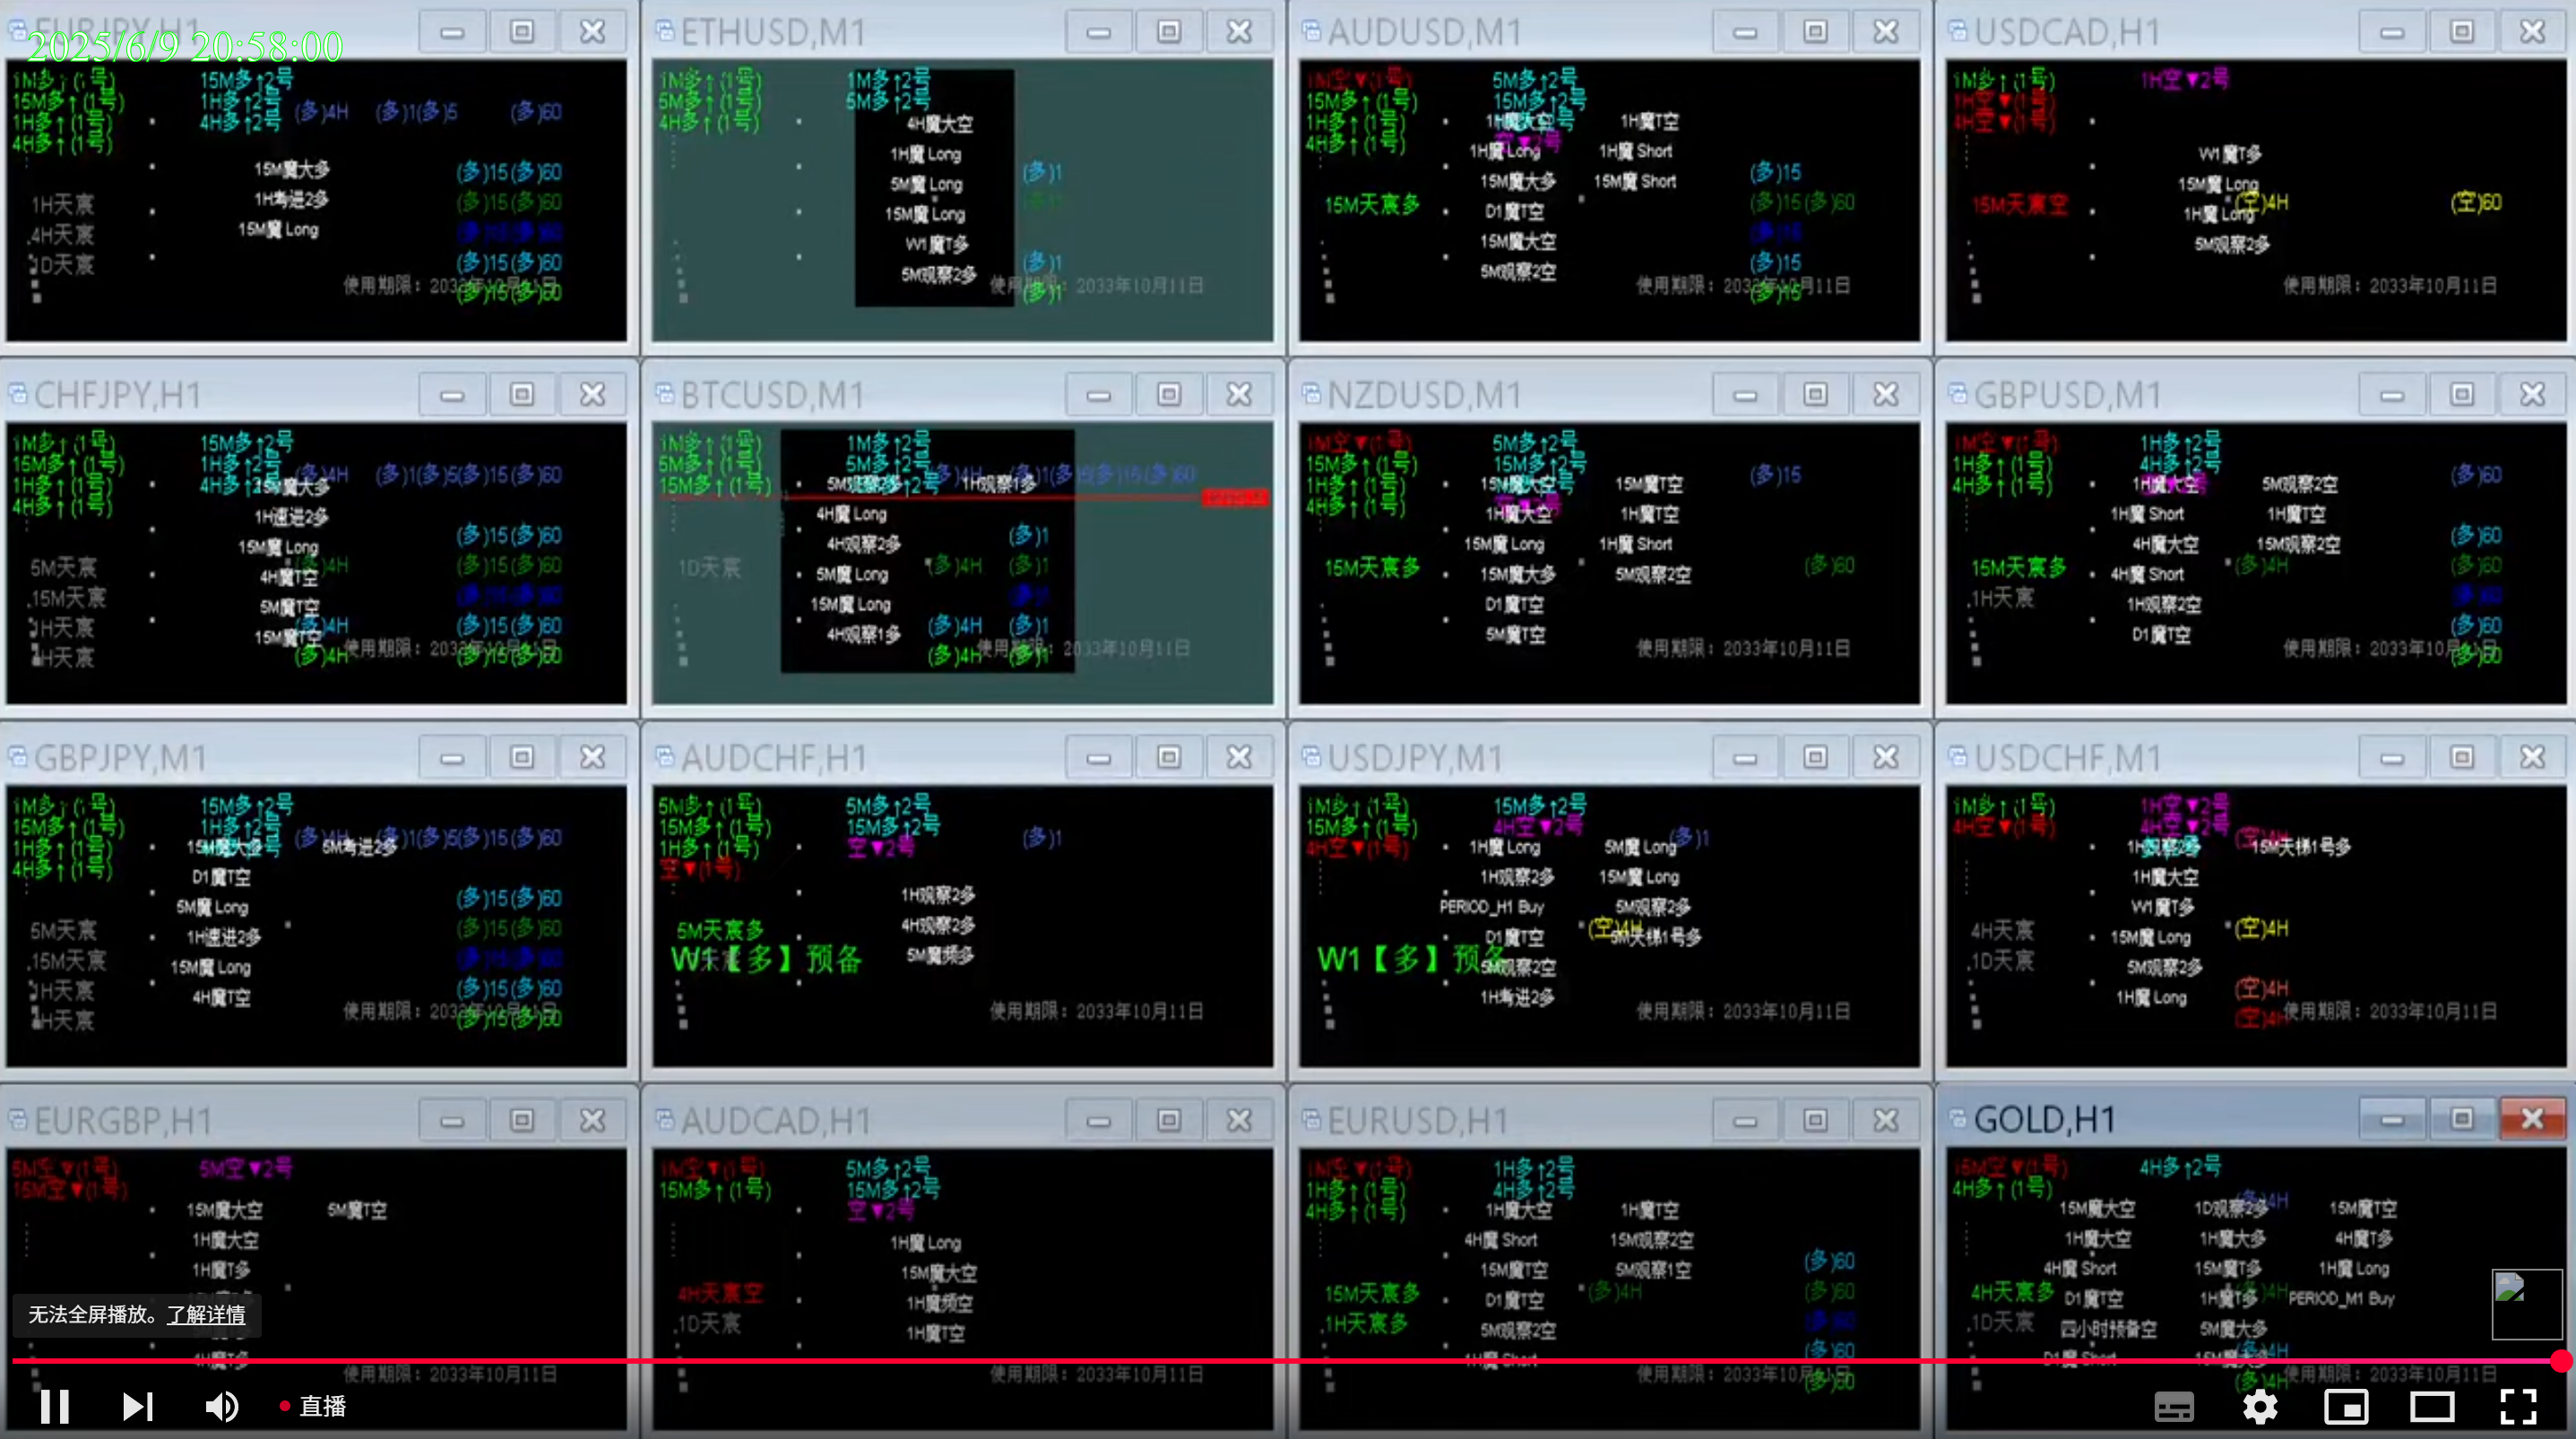 EURJPY,H1
2025/6/9 20:58:00
1M多↑(1号)
15M多↑(1号)
1H多↑(1号)
4H多↑(1号)
15M多↑2号
1H多↑2号
4H多↑2号
(多)4H (多)1(多)5 (多)60
15M魔大多
1H考进2多
15M魔 Long
(多)15(多)60
(多)15(多)60
(多)15(多)60
(多)15(多)60
1H天宸
4H天宸
1D天宸
使用期限：2033年10月11日
ETHUSD,M1
1M多↑(1号)
5M多↑(1号)
4H多↑(1号)
1M多↑2号
5M多↑2号
4H魔大空
1H魔 Long
5M魔 Long
15M魔 Long
W1魔T多
5M观察2多
(多)1
(多)1
(多)1
使用期限：2033年10月11日
AUDUSD,M1
1M空▼(1号)
15M多↑(1号)
1H多↑(1号)
4H多↑(1号)
5M多↑2号
15M多↑2号
1H魔大空
1H魔 Long
15M魔大多
D1魔T空
15M魔大空
5M观察2空
1H魔T空
1H魔 Short
15M魔 Short
15M天宸多
(多)15
(多)15(多)60
(多)15
(多)15
(多)15
使用期限：2033年10月11日
USDCAD,H1
1M多↑(1号)
1H空▼(1号)
4H空▼(1号)
1H空▼2号
W1魔T多
15M魔 Long
1H魔 Long
5M观察2多
15M天宸空
(空)4H (空)60
使用期限：2033年10月11日
CHFJPY,H1
1M多↑(1号)
15M多↑(1号)
1H多↑(1号)
4H多↑(1号)
15M多↑2号
1H多↑2号
4H多↑2号
(多)4H (多)1(多)5(多)15(多)60
15M魔大多
1H速进2多
15M魔 Long
4H魔T空
5M魔T空
15M魔T空
5M天宸
15M天宸
1H天宸
4H天宸
(多)15(多)60
(多)4H (多)15(多)60
(多)4H (多)15(多)60
(多)4H (多)15(多)60
使用期限：2033年10月11日
BTCUSD,M1
1M多↑(1号)
5M多↑(1号)
15M多↑(1号)
1M多↑2号
5M多↑2号
5M观察2多
1H观察1多
4H魔 Long
4H观察2多
5M魔 Long
15M魔 Long
4H观察1多
1D天宸
(多)1
(多)4H (多)1
(多)4H (多)1
(多)4H (多)1
使用期限：2033年10月11日
NZDUSD,M1
1M空▼(1号)
15M多↑(1号)
1H多↑(1号)
4H多↑(1号)
5M多↑2号
15M多↑2号
15M魔大空
1H魔大空
15M魔 Long
15M魔大多
D1魔T空
5M魔T空
15M魔T空
1H魔T空
1H魔 Short
5M观察2空
15M天宸多
(多)15
(多)60
使用期限：2033年10月11日
GBPUSD,M1
1M空▼(1号)
1H多↑(1号)
4H多↑(1号)
1H多↑2号
4H多↑2号
1H魔大空
1H魔 Short
4H魔大空
4H魔 Short
1H观察2空
D1魔T空
5M观察2空
1H魔T空
15M观察2空
15M天宸多
1H天宸
(多)60
(多)60
(多)4H (多)60
(多)60
(多)60
使用期限：2033年10月11日
GBPJPY,M1
1M多↑(1号)
15M多↑(1号)
1H多↑(1号)
4H多↑(1号)
15M多↑2号
1H多↑2号
(多)4H (多)1(多)5(多)15(多)60
15M魔大多
5M考进2多
D1魔T空
5M魔 Long
1H速进2多
15M魔 Long
4H魔T空
5M天宸
15M天宸
1H天宸
4H天宸
(多)15(多)60
(多)15(多)60
(多)15(多)60
(多)15(多)60
使用期限：2033年10月11日
AUDCHF,H1
5M多↑(1号)
15M多↑(1号)
1H多↑(1号)
空▼(1号)
5M多↑2号
15M多↑2号
空▼2号
(多)1
1H观察2多
4H观察2多
5M魔频多
5M天宸多
W1【多】预备
使用期限：2033年10月11日
USDJPY,M1
1M多↑(1号)
15M多↑(1号)
4H空▼(1号)
15M多↑2号
4H空▼2号
(多)1
1H魔 Long
1H观察2多
PERIOD_H1 Buy
D1魔T空
5M观察2空
1H考进2多
5M魔 Long
15M魔 Long
5M观察2多
5M天梯1号多
(空)4H
W1【多】预备
使用期限：2033年10月11日
USDCHF,M1
1M多↑(1号)
4H空▼(1号)
1H空▼2号
4H空▼2号
(空)4H
1H观察2多
15M天梯1号多
1H魔大空
W1魔T多
15M魔 Long
5M观察2多
1H魔 Long
4H天宸
1D天宸
(空)4H
(空)4H
(空)4H
使用期限：2033年10月11日
EURGBP,H1
5M空▼(1号)
15M空▼(1号)
5M空▼2号
15M魔大空
5M魔T空
1H魔大空
1H魔T多
4H魔T多
使用期限：2033年10月11日
AUDCAD,H1
1M空▼(1号)
15M多↑(1号)
5M多↑2号
15M多↑2号
空▼2号
1H魔 Long
15M魔大空
1H魔频空
1H魔T空
4H天宸空
1D天宸
使用期限：2033年10月11日
EURUSD,H1
1M空▼(1号)
1H多↑(1号)
4H多↑(1号)
1H多↑2号
4H多↑2号
1H魔大空
4H魔 Short
15M魔T空
D1魔T空
5M观察2空
1H魔 Short
1H魔T空
15M观察2空
5M观察1空
15M天宸多
1H天宸多
(多)60
(多)4H (多)60
(多)60
(多)60
使用期限：2033年10月11日
GOLD,H1
15M空▼(1号)
4H多↑(1号)
4H多↑2号
(多)4H
15M魔大空
1H魔大空
4H魔 Short
D1魔T空
四小时预备空
D1魔 Short
1D观察2多
1H魔大多
15M魔T多
1H魔T多
5M魔大多
15M魔T空
4H魔T多
1H魔 Long
PERIOD_M1 Buy
4H天宸多
1D天宸
(多)4H
(多)4H
使用期限：2033年10月11日
无法全屏播放。了解详情
直播